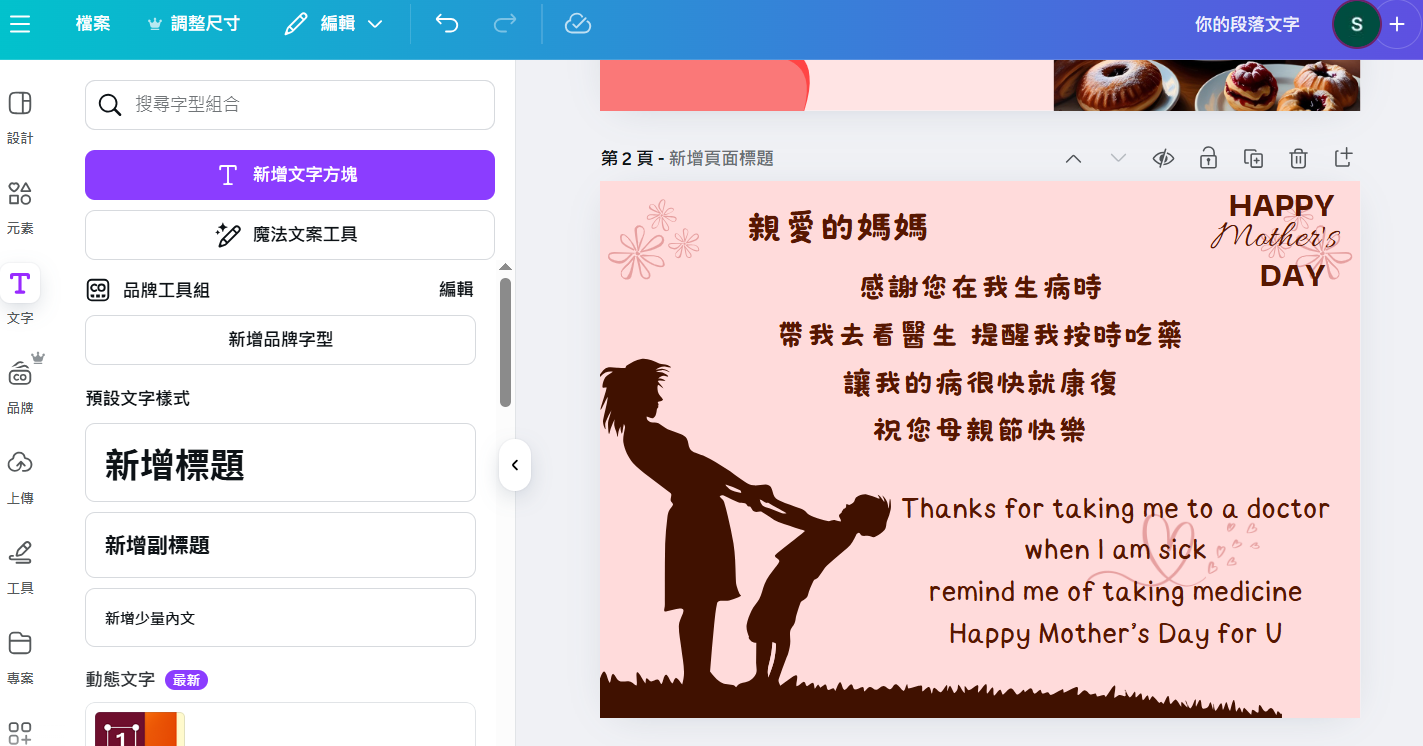 檔案
調整尺寸
編輯
你的段落文字
S
設計
元素
文字
品牌
上傳
工具
專案
搜尋字型組合
新增文字方塊
魔法文案工具
品牌工具組
編輯
新增品牌字型
預設文字樣式
新增標題
新增副標題
新增少量內文
動態文字 最新
1
第 2 頁 - 新增頁面標題
親愛的媽媽
HAPPY
Mother's
DAY
感謝您在我生病時
帶我去看醫生 提醒我按時吃藥
讓我的病很快就康復
祝您母親節快樂
Thanks for taking me to a doctor
when I am sick
remind me of taking medicine
Happy Mother’s Day for U